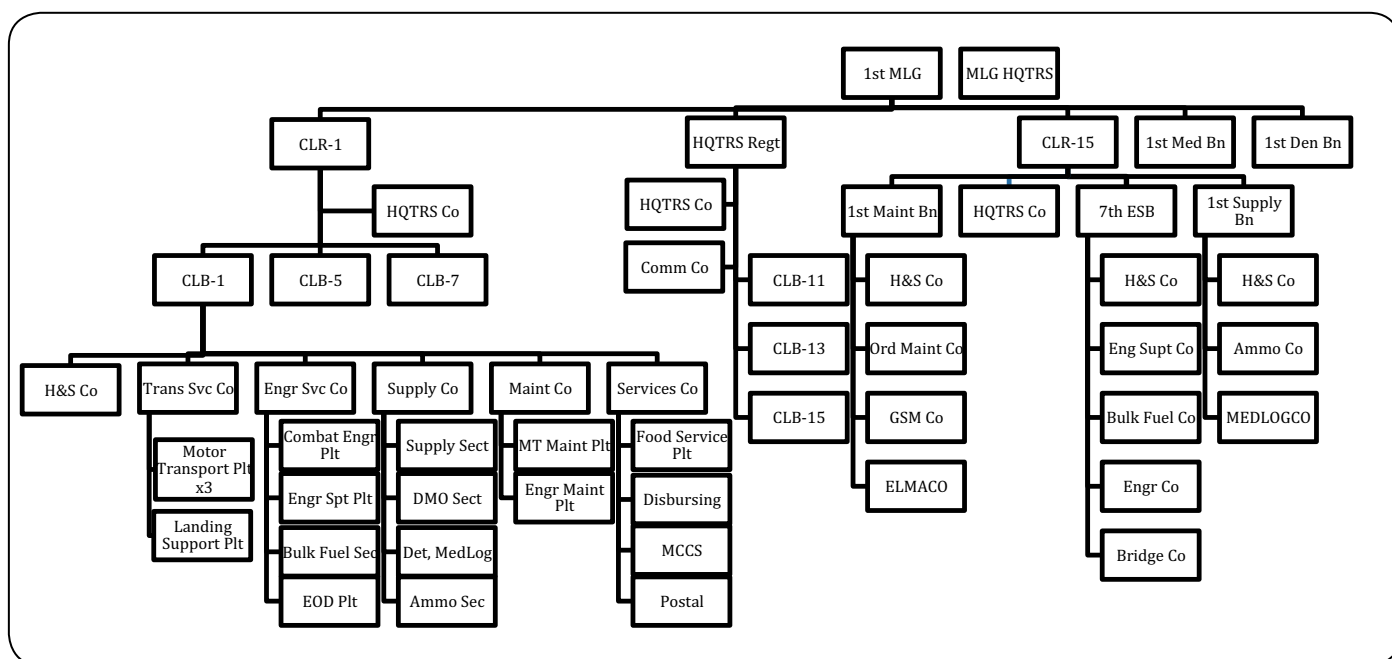 1st MLG
MLG HQTRS
CLR-1
HQTRS Regt
CLR-15
1st Med Bn
1st Den Bn
HQTRS Co
HQTRS Co
1st Maint Bn
HQTRS Co
7th ESB
1st Supply
Bn
CLB-1
CLB-5
CLB-7
Comm Co
CLB-11
H&S Co
H&S Co
H&S Co
CLB-13
Ord Maint Co
Eng Supt Co
Ammo Co
H&S Co
Trans Svc Co
Engr Svc Co
Supply Co
Maint Co
Services Co
CLB-15
GSM Co
Bulk Fuel Co
MEDLOGCO
Motor
Transport Plt
x3
Combat Engr
Plt
Supply Sect
MT Maint Plt
Food Service
Plt
ELMACO
Engr Co
Landing
Support Plt
Engr Spt Plt
DMO Sect
Engr Maint
Plt
Disbursing
Bridge Co
Bulk Fuel Sec
Det, MedLog
MCCS
EOD Plt
Ammo Sec
Postal